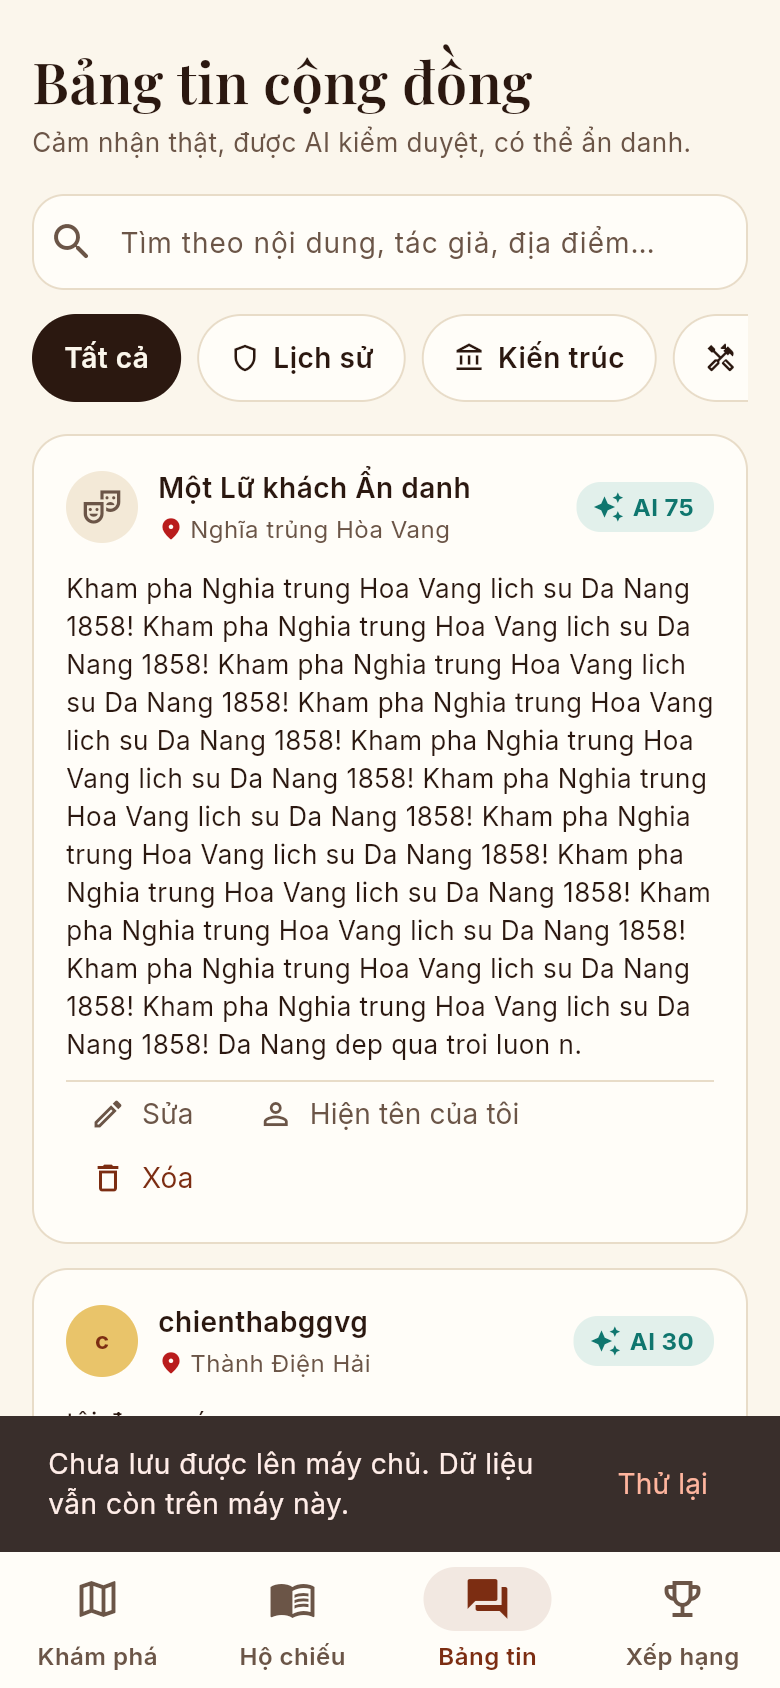 Bảng tin cộng đồng
Cảm nhận thật, được AI kiểm duyệt, có thể ẩn danh.
Tìm theo nội dung, tác giả, địa điểm...
Tất cả
Lịch sử
Kiến trúc
Một Lữ khách Ẩn danh
AI 75
Nghĩa trủng Hòa Vang
Kham pha Nghia trung Hoa Vang lich su Da Nang
1858! Kham pha Nghia trung Hoa Vang lich su Da
Nang 1858! Kham pha Nghia trung Hoa Vang lich
su Da Nang 1858! Kham pha Nghia trung Hoa Vang
lich su Da Nang 1858! Kham pha Nghia trung Hoa
Vang lich su Da Nang 1858! Kham pha Nghia trung
Hoa Vang lich su Da Nang 1858! Kham pha Nghia
trung Hoa Vang lich su Da Nang 1858! Kham pha
Nghia trung Hoa Vang lich su Da Nang 1858! Kham
pha Nghia trung Hoa Vang lich su Da Nang 1858!
Kham pha Nghia trung Hoa Vang lich su Da Nang
1858! Kham pha Nghia trung Hoa Vang lich su Da
Nang 1858! Da Nang dep qua troi luon n.
Sửa
Hiện tên của tôi
Xóa
c
chienthabggvg
AI 30
Thành Điện Hải
Chưa lưu được lên máy chủ. Dữ liệu
vẫn còn trên máy này.
Thử lại
Khám phá
Hộ chiếu
Bảng tin
Xếp hạng